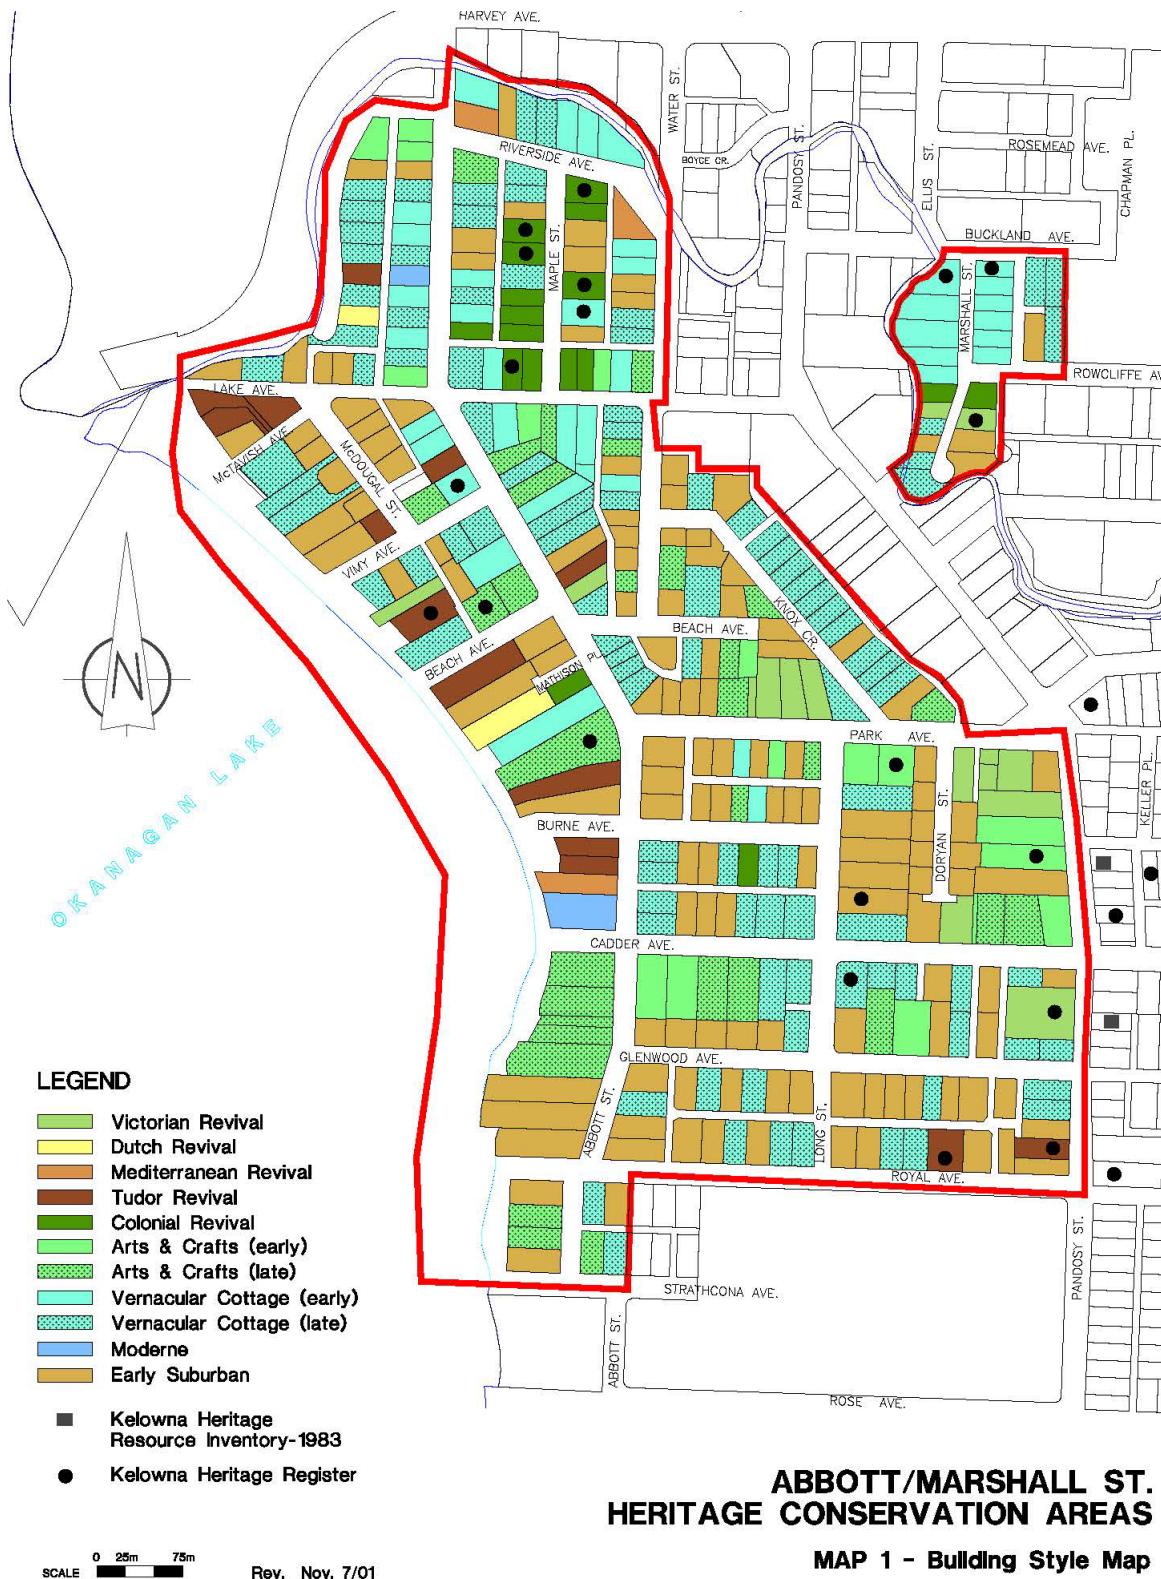 HARVEY AVE.
WATER ST.
PANDOSY ST.
ELLIS ST.
ROSEMEAD AVE.
CHAPMAN PL.
BOYCE CR.
RIVERSIDE AVE.
BUCKLAND AVE.
MAPLE ST.
MARSHALL ST.
ROWCLIFFE AV
LAKE AVE.
McTAVISH AVE.
McDOUGAL ST.
VIMY AVE.
KNOX CR.
BEACH AVE.
BEACH AVE.
MATHISON PL.
PARK AVE.
KELLER PL.
DORYAN ST.
OKANAGAN LAKE
N
BURNE AVE.
CADDER AVE.
GLENWOOD AVE.
ABBOTT ST.
LONG ST.
ROYAL AVE.
PANDOSY ST.
STRATHCONA AVE.
ABBOTT ST.
ROSE AVE.
LEGEND
Victorian Revival
Dutch Revival
Mediterranean Revival
Tudor Revival
Colonial Revival
Arts & Crafts (early)
Arts & Crafts (late)
Vernacular Cottage (early)
Vernacular Cottage (late)
Moderne
Early Suburban
Kelowna Heritage
Resource Inventory-1983
Kelowna Heritage Register
ABBOTT/MARSHALL ST.
HERITAGE CONSERVATION AREAS
MAP 1 - Building Style Map
SCALE 0 25m 75m
Rev. Nov. 7/01